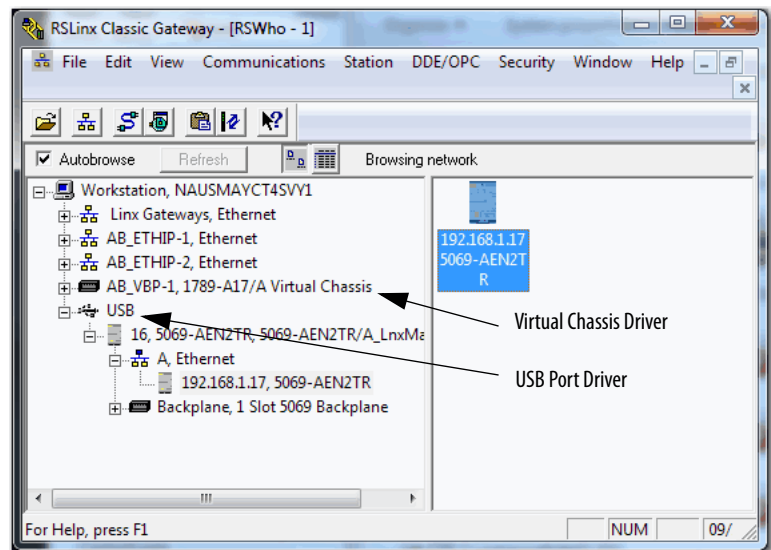 RSLinx Classic Gateway - [RSWho - 1]
File Edit View Communications Station DDE/OPC Security Window Help
Autobrowse Refresh Browsing network
Workstation, NAUSMAYCT4SVY1
Linx Gateways, Ethernet
AB_ETHIP-1, Ethernet
AB_ETHIP-2, Ethernet
AB_VBP-1, 1789-A17/A Virtual Chassis
USB
16, 5069-AEN2TR, 5069-AEN2TR/A_LnxMa
A, Ethernet
192.168.1.17, 5069-AEN2TR
Backplane, 1 Slot 5069 Backplane
192.168.1.17
5069-AEN2T
R
Virtual Chassis Driver
USB Port Driver
For Help, press F1
NUM
09/